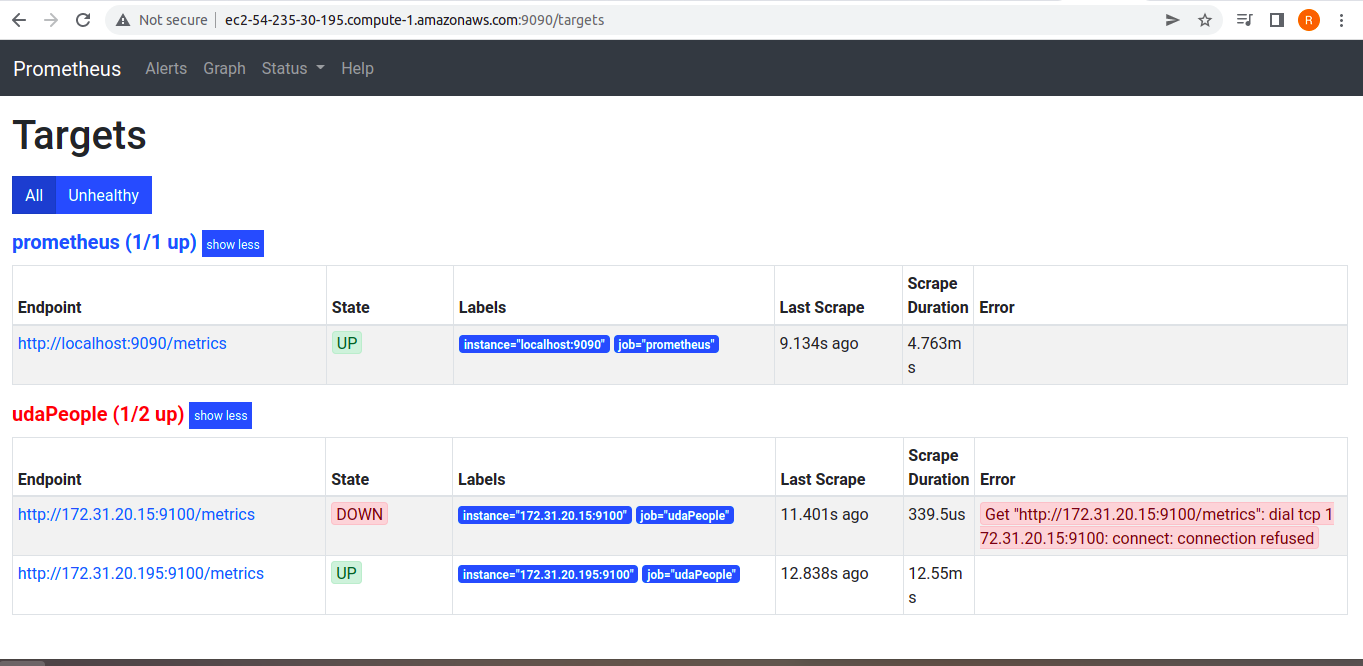 Not secure ec2-54-235-30-195.compute-1.amazonaws.com:9090/targets R
Prometheus Alerts Graph Status Help
Targets
All Unhealthy
prometheus (1/1 up) show less
Endpoint State Labels Last Scrape Scrape Duration Error
http://localhost:9090/metrics UP instance="localhost:9090" job="prometheus" 9.134s ago 4.763m
s
udaPeople (1/2 up) show less
Endpoint State Labels Last Scrape Scrape Duration Error
http://172.31.20.15:9100/metrics DOWN instance="172.31.20.15:9100" job="udaPeople" 11.401s ago 339.5us Get "http://172.31.20.15:9100/metrics": dial tcp 1
72.31.20.15:9100: connect: connection refused
http://172.31.20.195:9100/metrics UP instance="172.31.20.195:9100" job="udaPeople" 12.838s ago 12.55m
s